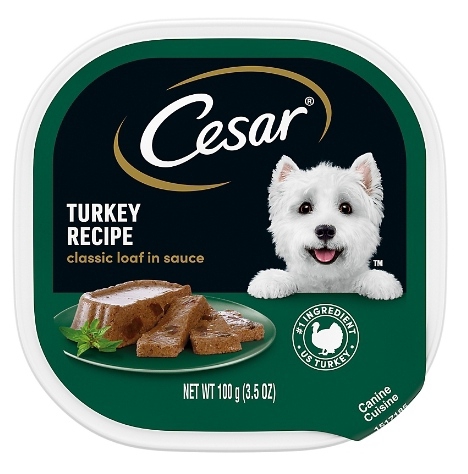 Cesar®
TURKEY
RECIPE
classic loaf in sauce
™
#1 INGREDIENT
US TURKEY
NET WT 100 g (3.5 OZ)
Canine
Cuisine